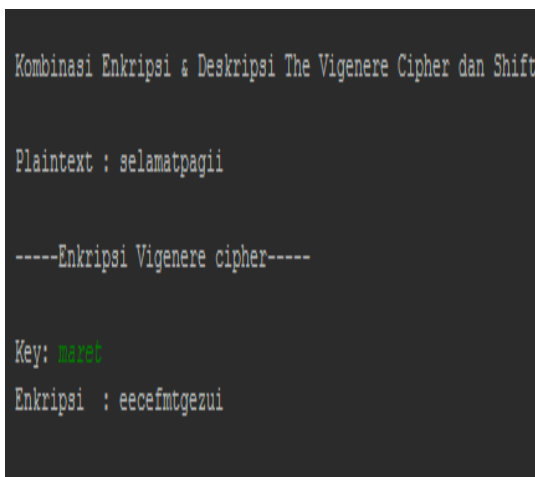 Kombinasi Enkripsi & Deskripsi The Vigenere Cipher dan Shift
Plaintext : selamatpagii
-----Enkripsi Vigenere cipher-----
Key: maret
Enkripsi : eecefmtgezui